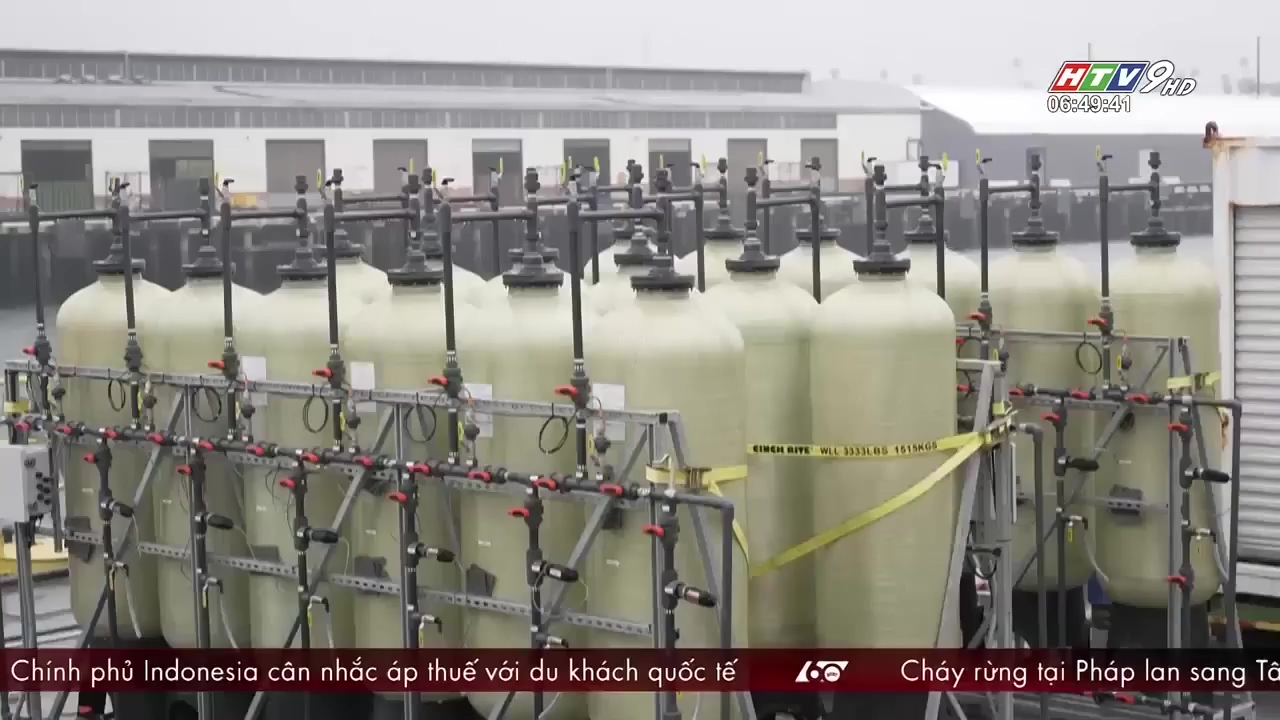 HTV9HD
06:49:41
CINCH RITE WLL 3333LBS 1515KGS
Chính phủ Indonesia cân nhắc áp thuế với du khách quốc tế
60
Cháy rừng tại Pháp lan sang Tâ